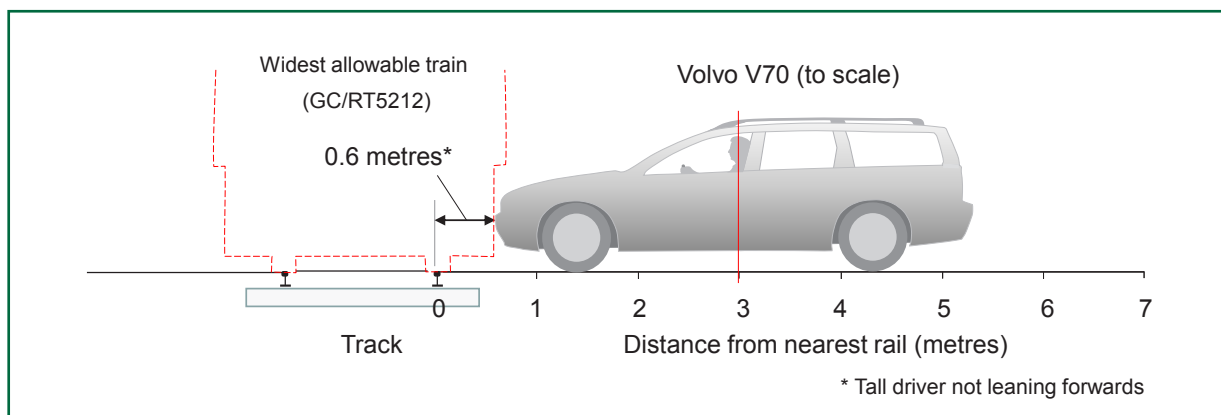 Widest allowable train
(GC/RT5212)
Volvo V70 (to scale)
0.6 metres*
0 1 2 3 4 5 6 7
Track
Distance from nearest rail (metres)
* Tall driver not leaning forwards